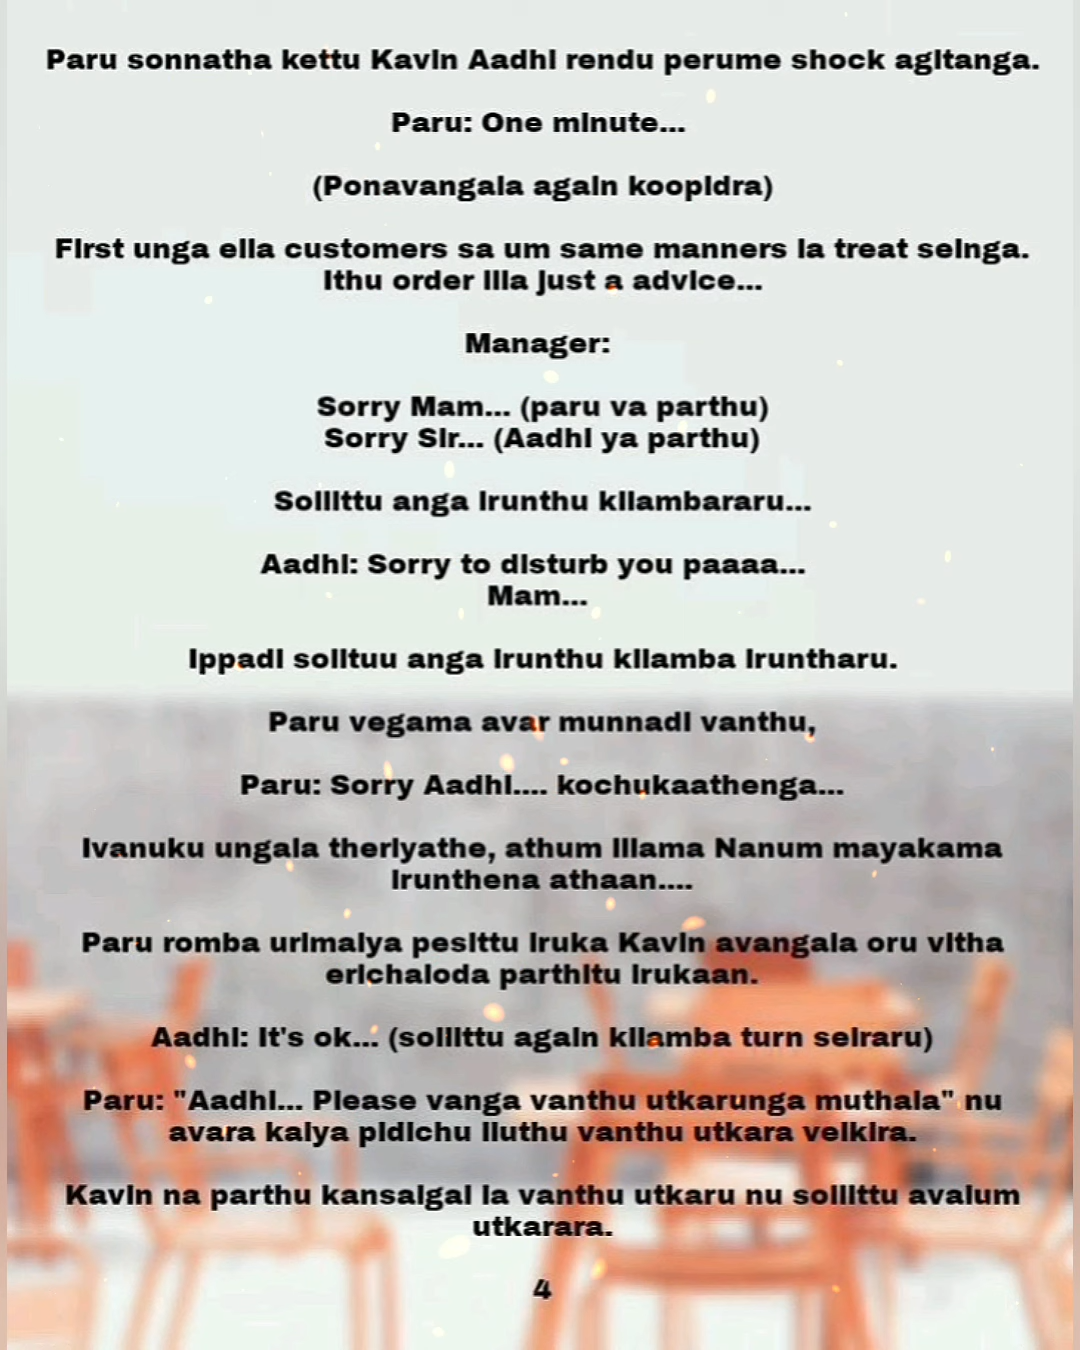 Paru sonnatha kettu Kavin Aadhi rendu perume shock agitanga.
Paru: One minute...
(Ponavangala again koopidra)
First unga ella customers sa um same manners la treat seinga.
Ithu order illa just a advice...
Manager:
Sorry Mam... (paru va parthu)
Sorry Sir... (Aadhi ya parthu)
Solilittu anga irunthu kilambararu...
Aadhi: Sorry to disturb you paaaa...
Mam...
Ippadi solituu anga irunthu kilamba iruntharu.
Paru vegama avar munnadi vanthu,
Paru: Sorry Aadhi.... kochukaathenga...
Ivanuku ungala theriyathe, athum illama Nanum mayakama
irunthena athaan....
Paru romba urimaiya pesittu iruka Kavin avangala oru vitha
erichaloda parthitu irukaan.
Aadhi: It's ok... (solilittu again kilamba turn seiraru)
Paru: "Aadhi... Please vanga vanthu utkarunga muthala" nu
avara kaiya pidichu iluthu vanthu utkara veikira.
Kavin na parthu kansaigai la vanthu utkaru nu solilittu avalum
utkarara.
4